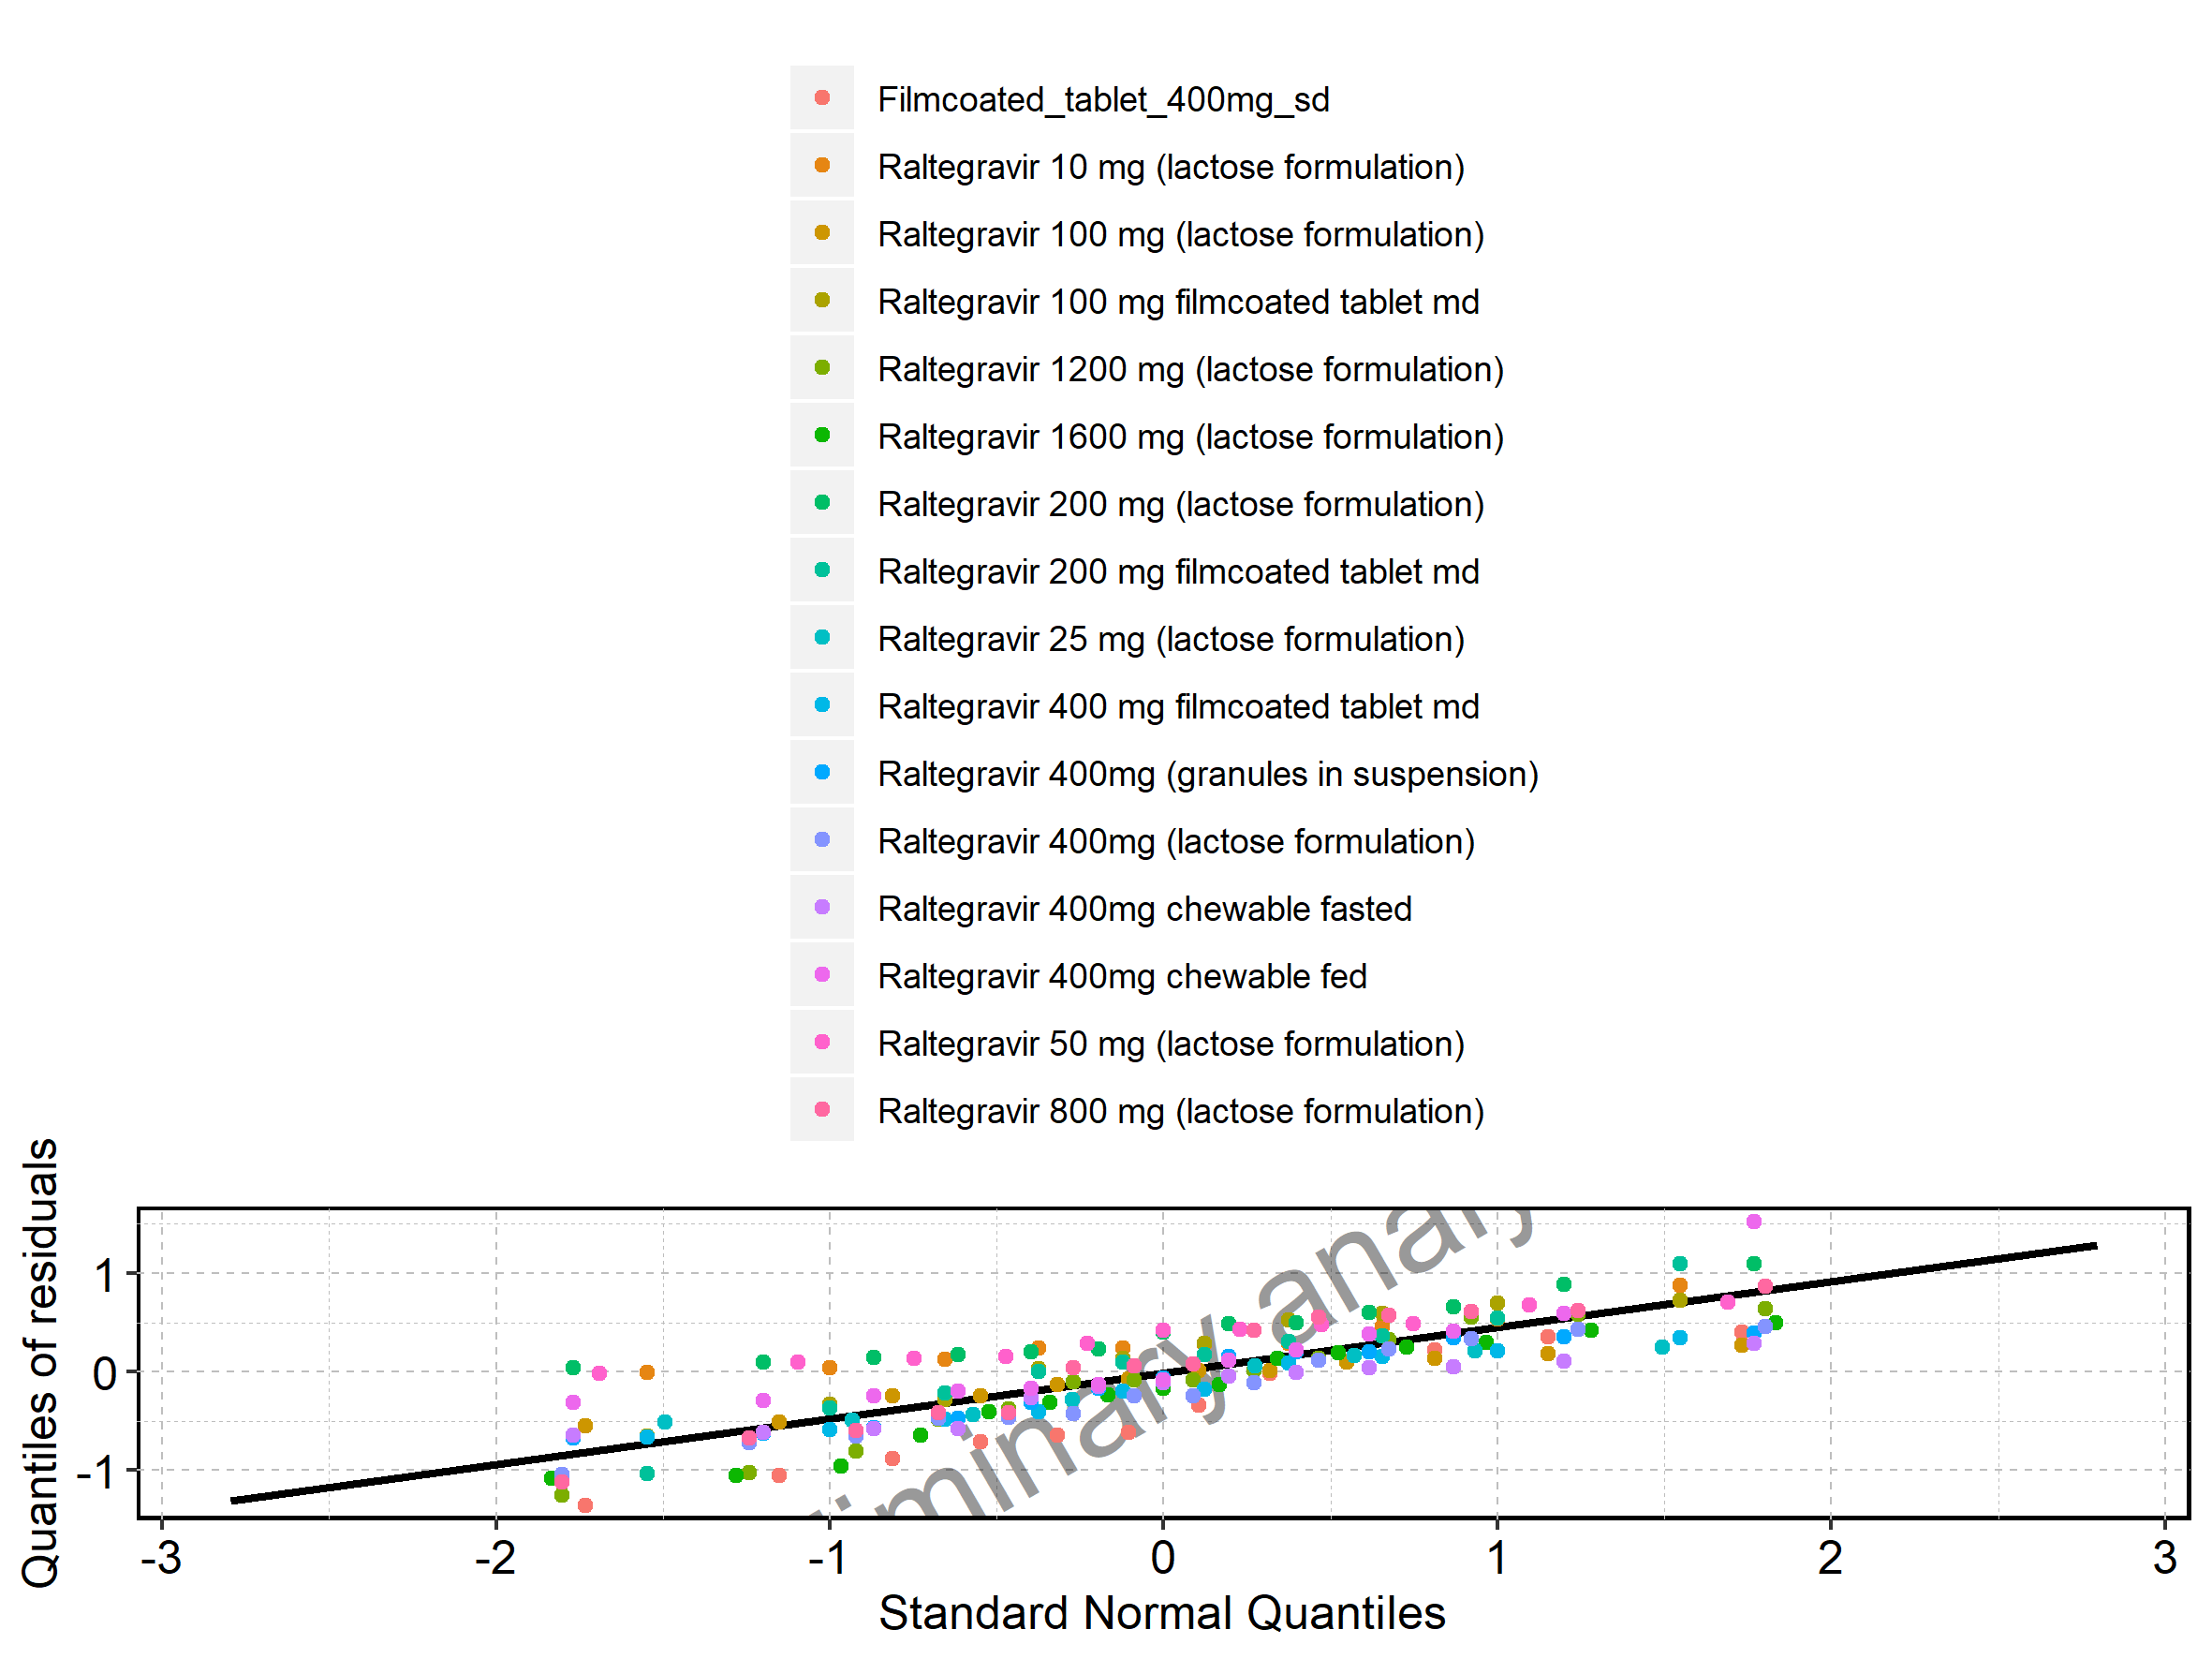 Filmcoated_tablet_400mg_sd
Raltegravir 10 mg (lactose formulation)
Raltegravir 100 mg (lactose formulation)
Raltegravir 100 mg filmcoated tablet md
Raltegravir 1200 mg (lactose formulation)
Raltegravir 1600 mg (lactose formulation)
Raltegravir 200 mg (lactose formulation)
Raltegravir 200 mg filmcoated tablet md
Raltegravir 25 mg (lactose formulation)
Raltegravir 400 mg filmcoated tablet md
Raltegravir 400mg (granules in suspension)
Raltegravir 400mg (lactose formulation)
Raltegravir 400mg chewable fasted
Raltegravir 400mg chewable fed
Raltegravir 50 mg (lactose formulation)
Raltegravir 800 mg (lactose formulation)
Quantiles of residuals
1
0
-1
-3 -2 -1 0 1 2 3
Standard Normal Quantiles